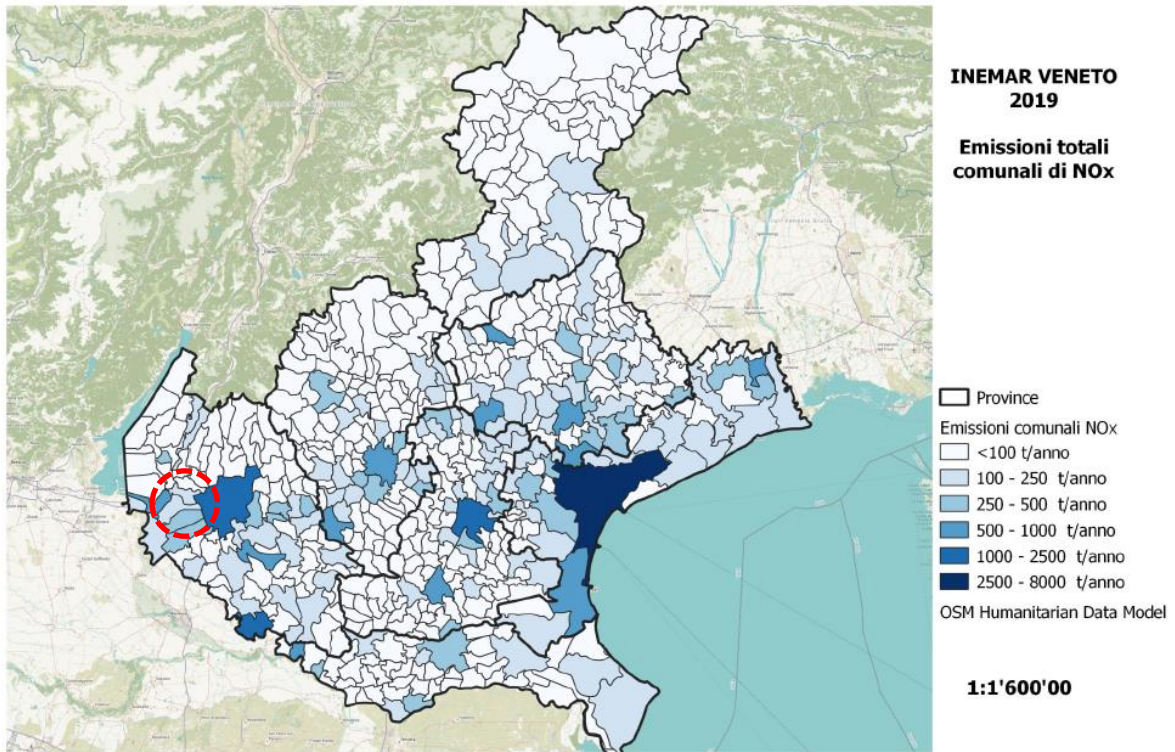 INEMAR VENETO
2019
Emissioni totali
comunali di NOx
Province
Emissioni comunali NOx
<100 t/anno
100 - 250 t/anno
250 - 500 t/anno
500 - 1000 t/anno
1000 - 2500 t/anno
2500 - 8000 t/anno
OSM Humanitarian Data Model
1:1'600'00